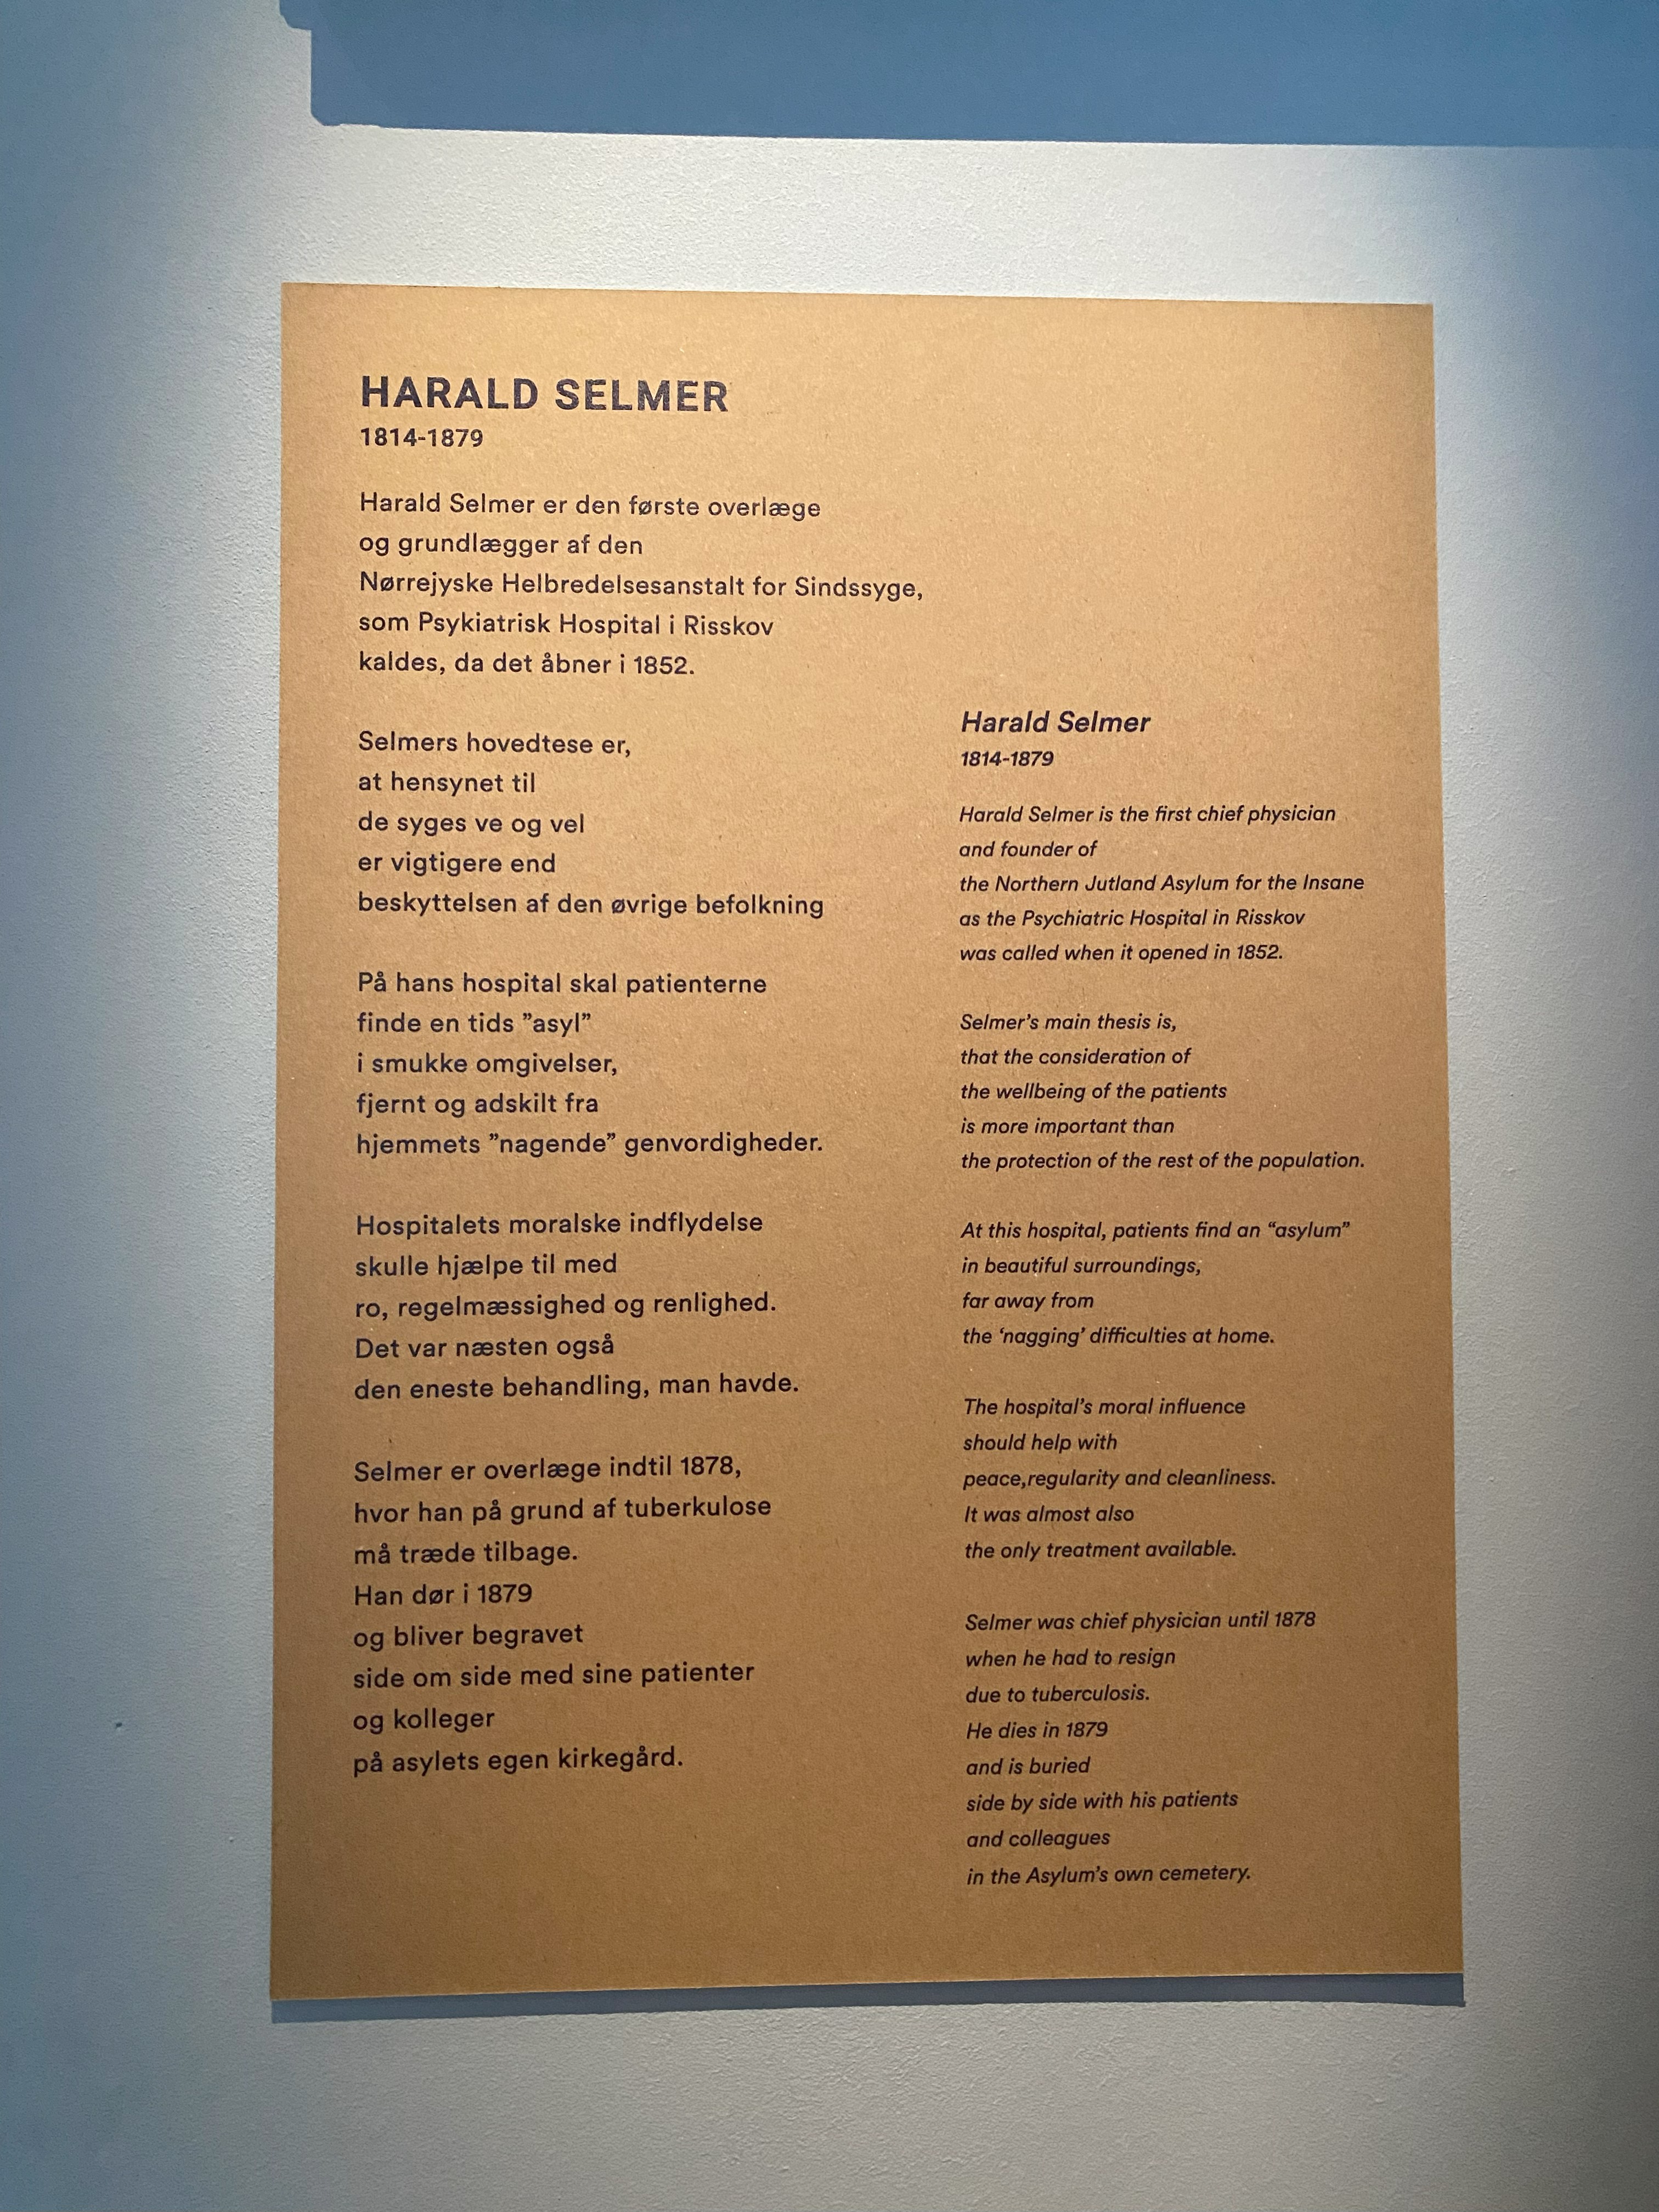 HARALD SELMER
1814-1879
Harald Selmer er den første overlæge
og grundlægger af den
Nørrejyske Helbredelsesanstalt for Sindssyge,
som Psykiatrisk Hospital i Risskov
kaldes, da det åbner i 1852.
Selmers hovedtese er,
at hensynet til
de syges ve og vel
er vigtigere end
beskyttelsen af den øvrige befolkning
På hans hospital skal patienterne
finde en tids ”asyl”
i smukke omgivelser,
fjernt og adskilt fra
hjemmets ”nagende” genvordigheder.
Hospitalets moralske indflydelse
skulle hjælpe til med
ro, regelmæssighed og renlighed.
Det var næsten også
den eneste behandling, man havde.
Selmer er overlæge indtil 1878,
hvor han på grund af tuberkulose
må træde tilbage.
Han dør i 1879
og bliver begravet
side om side med sine patienter
og kolleger
på asylets egen kirkegård.
Harald Selmer
1814-1879
Harald Selmer is the first chief physician
and founder of
the Northern Jutland Asylum for the Insane
as the Psychiatric Hospital in Risskov
was called when it opened in 1852.
Selmer’s main thesis is,
that the consideration of
the wellbeing of the patients
is more important than
the protection of the rest of the population.
At this hospital, patients find an “asylum”
in beautiful surroundings,
far away from
the ‘nagging’ difficulties at home.
The hospital’s moral influence
should help with
peace,regularity and cleanliness.
It was almost also
the only treatment available.
Selmer was chief physician until 1878
when he had to resign
due to tuberculosis.
He dies in 1879
and is buried
side by side with his patients
and colleagues
in the Asylum’s own cemetery.